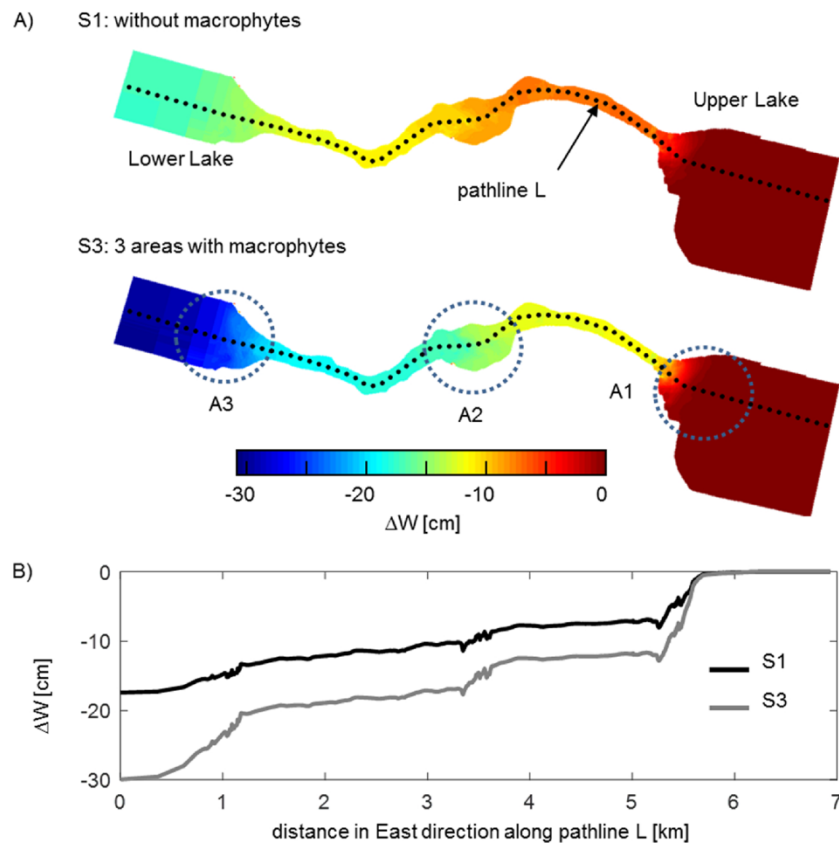 A)
S1: without macrophytes
Upper Lake
Lower Lake
pathline L
S3: 3 areas with macrophytes
A3
A2
A1
-30 -20 -10 0
ΔW [cm]
B)
0
-10
-20
-30
ΔW [cm]
S1
S3
0 1 2 3 4 5 6 7
distance in East direction along pathline L [km]